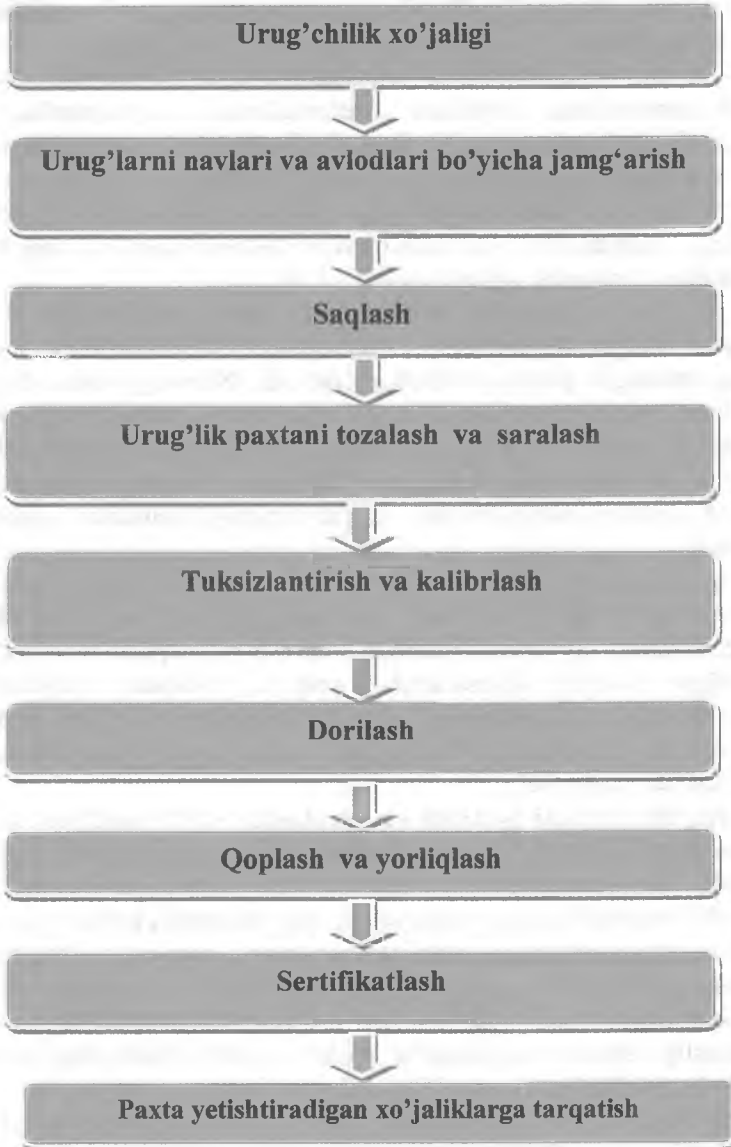 Urug’chilik xo’jaligi
Urug’larni navlari va avlodlari bo’yicha jamg‘arish
Saqlash
Urug’lik paxtani tozalash va saralash
Tuksizlantirish va kalibrlash
Dorilash
Qoplash va yorliqlash
Sertifikatlash
Paxta yetishtiradigan xo’jaliklarga tarqatish